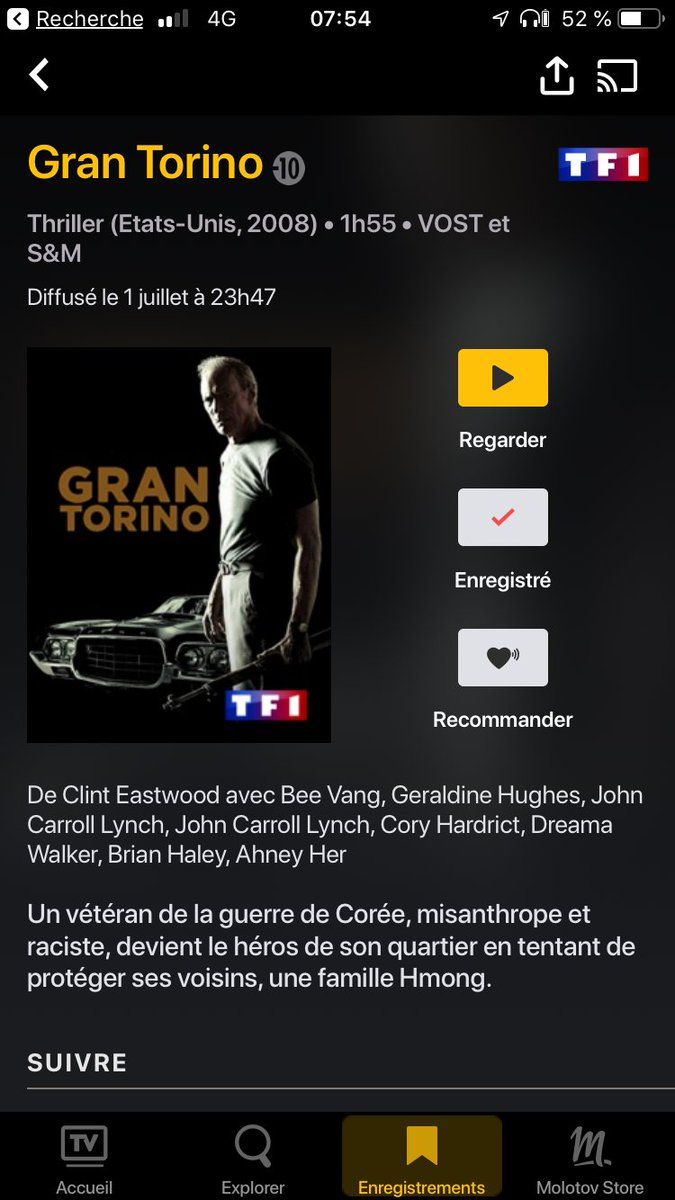 Recherche 4G 07:54 52 %
Gran Torino -10 TF1
Thriller (Etats-Unis, 2008) • 1h55 • VOST et
S&M
Diffusé le 1 juillet à 23h47
GRAN
TORINO
TF1
Regarder
Enregistré
Recommander
De Clint Eastwood avec Bee Vang, Geraldine Hughes, John
Carroll Lynch, John Carroll Lynch, Cory Hardrict, Dreama
Walker, Brian Haley, Ahney Her
Un vétéran de la guerre de Corée, misanthrope et
raciste, devient le héros de son quartier en tentant de
protéger ses voisins, une famille Hmong.
SUIVRE
TV m.
Accueil Explorer Enregistrements Molotov Store